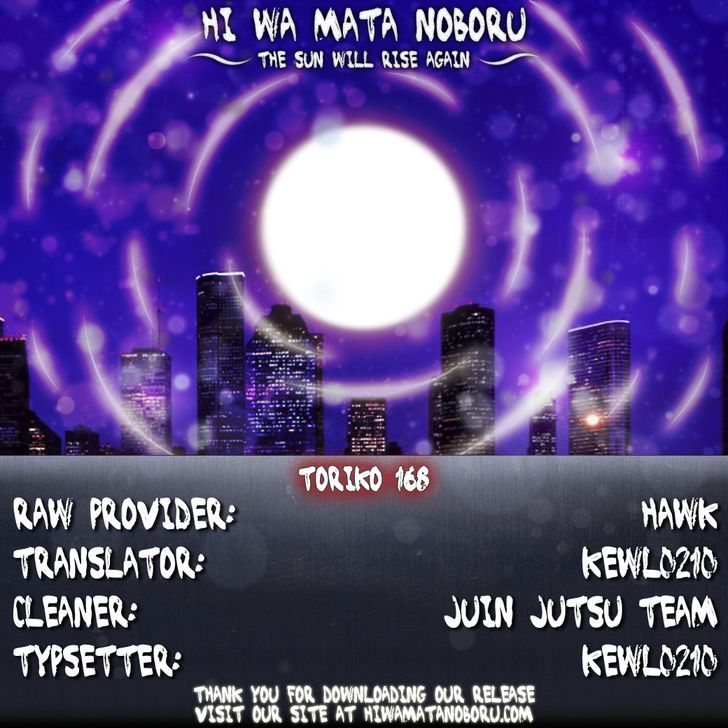 HI WA MATA NOBORU
THE SUN WILL RISE AGAIN
TORIKO 168
RAW PROVIDER: HAWK
TRANSLATOR: KEWL0210
CLEANER: JUIN JUTSU TEAM
TYPSETTER: KEWL0210
THANK YOU FOR DOWNLOADING OUR RELEASE
VISIT OUR SITE AT HIWAMATANOBORU.COM